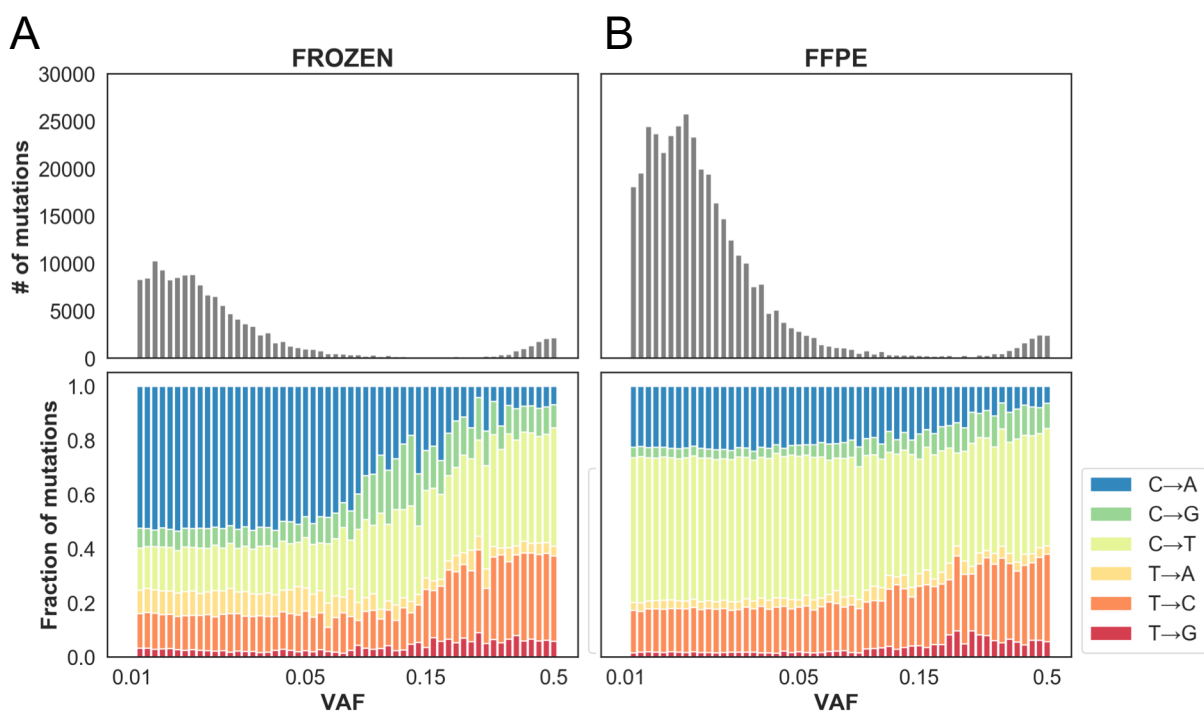 A
B
FROZEN
FFPE
# of mutations
30000
25000
20000
15000
10000
5000
0
Fraction of mutations
1.0
0.8
0.6
0.4
0.2
0.0
0.01
0.05
0.15
0.5
VAF
0.01
0.05
0.15
0.5
VAF
C→A
C→G
C→T
T→A
T→C
T→G